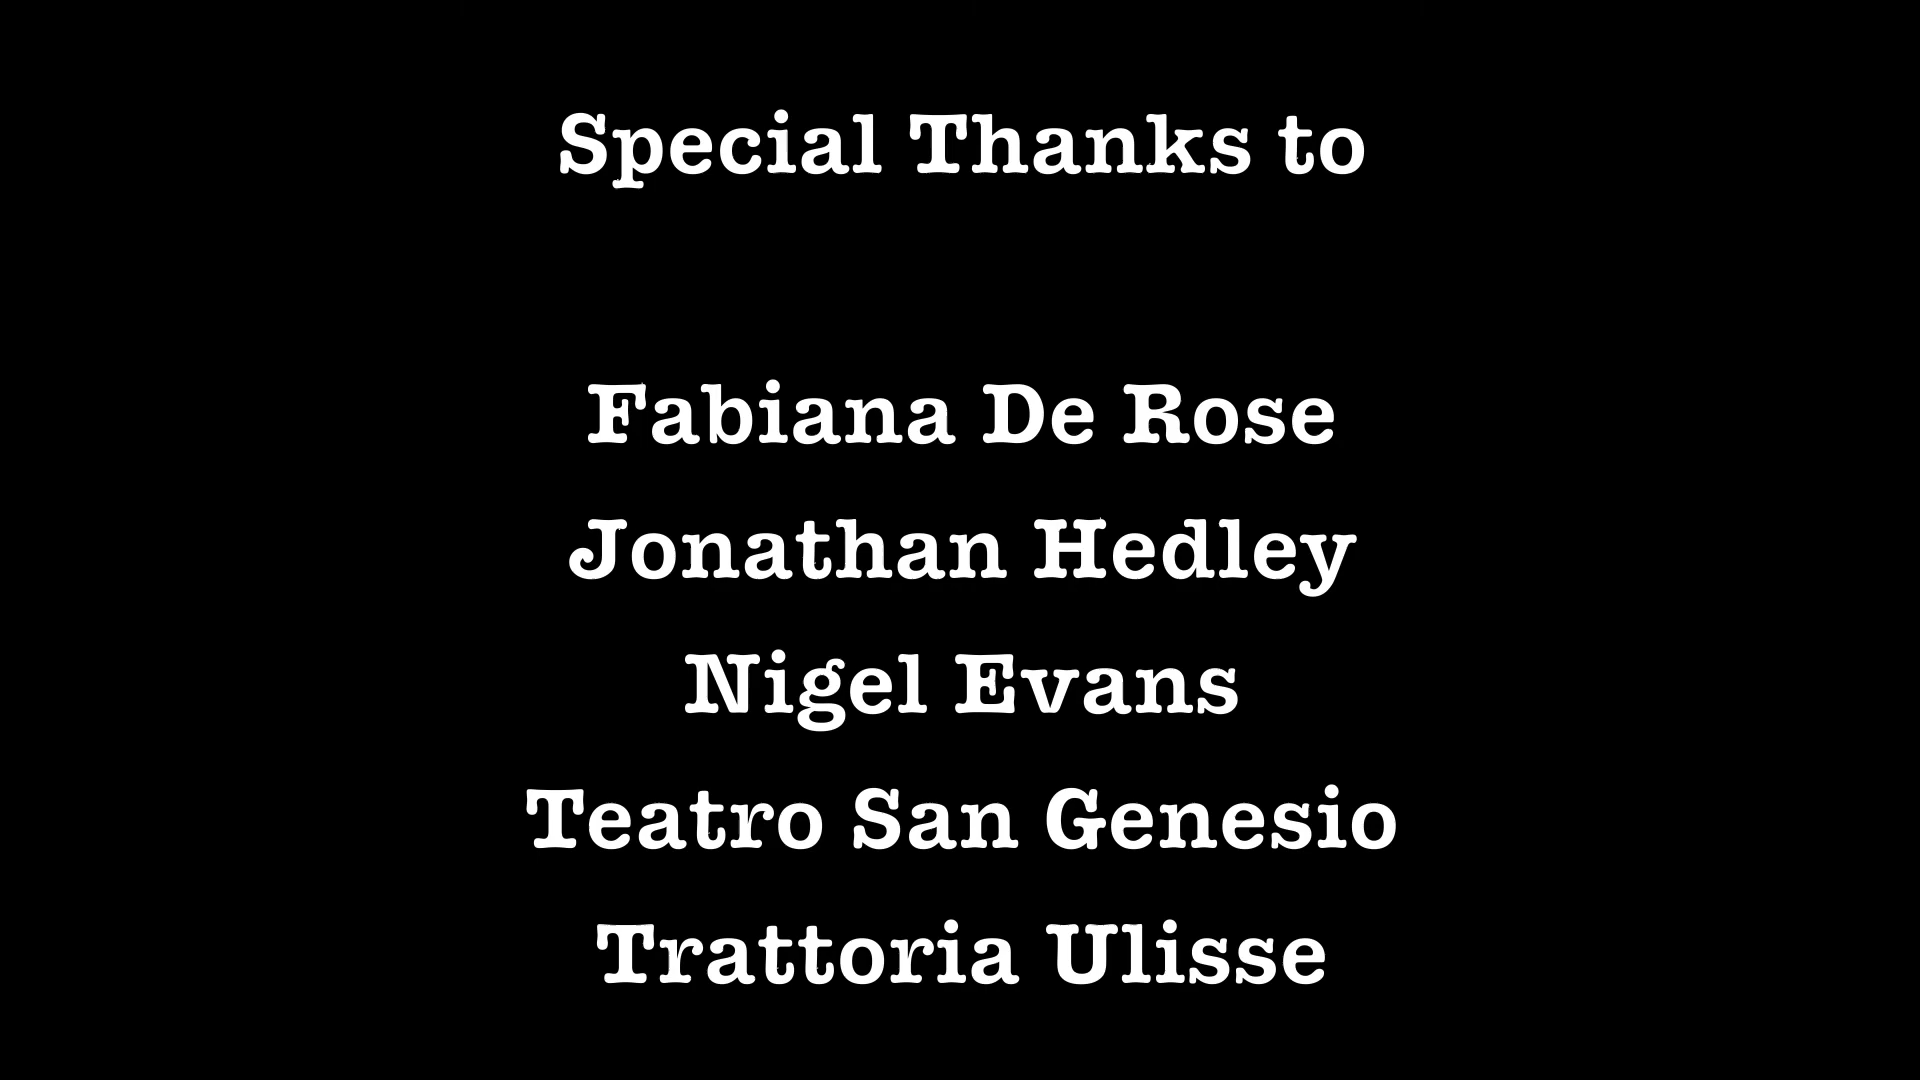 Special Thanks to
Fabiana De Rose
Jonathan Hedley
Nigel Evans
Teatro San Genesio
Trattoria Ulisse